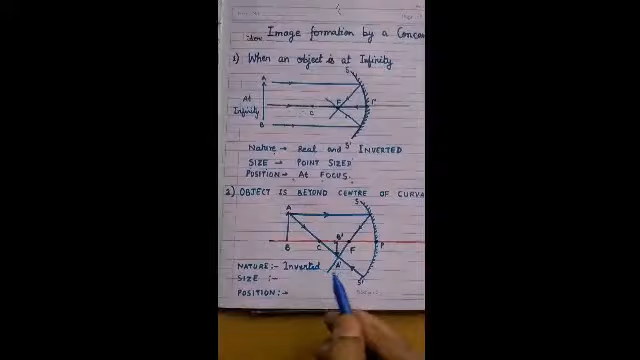 Image formation by a Conca
1) When an object is at Infinity
A
S
At Infinity
C
F
P
B
S'
Nature → Real and INVERTED
SIZE → POINT SIZED
POSITION → At FOCUS.
2) OBJECT IS BEYOND CENTRE OF CURVA
A
S
B
C
B'
F
P
A'
S'
NATURE :- Inverted
SIZE :-
POSITION :-